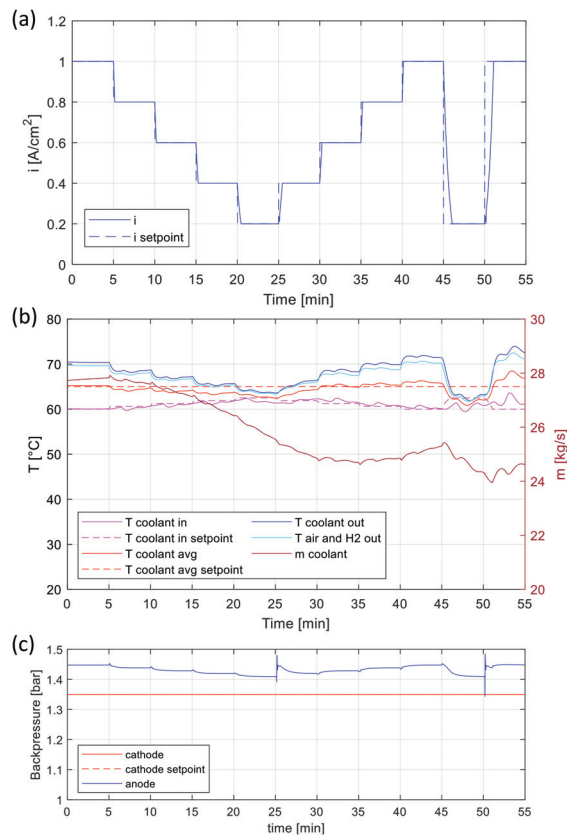 (a)
1.2
1
0.8
0.6
0.4
0.2
0
i [A/cm²]
i
i setpoint
0 5 10 15 20 25 30 35 40 45 50 55
Time [min]
(b)
80
70
60
50
40
30
20
T [°C]
30
28
26
24
22
20
m [kg/s]
T coolant in
T coolant in setpoint
T coolant avg
T coolant avg setpoint
T coolant out
T air and H2 out
m coolant
0 5 10 15 20 25 30 35 40 45 50 55
Time [min]
(c)
1.5
1.4
1.3
1.2
1.1
1
Backpressure [bar]
cathode
cathode setpoint
anode
0 5 10 15 20 25 30 35 40 45 50 55
time [min]